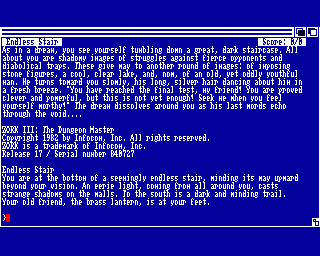 Endless Stair Score: 0/0
As in a dream, you see yourself tumbling down a great, dark staircase. All
about you are shadowy images of struggles against fierce opponents and
diabolical traps. These give way to another round of images: of imposing
stone figures, a cool, clear lake, and, now, of an old, yet oddly youthful
man. He turns toward you slowly, his long, silver hair dancing about him in
a fresh breeze. "You have reached the final test, my friend! You are proved
clever and powerful, but this is not yet enough! Seek me when you feel
yourself worthy!" The dream dissolves around you as his last words echo
through the void....
ZORK III: The Dungeon Master
Copyright 1982 by Infocom, Inc. All rights reserved.
ZORK is a trademark of Infocom, Inc.
Release 17 / Serial number 840727
Endless Stair
You are at the bottom of a seemingly endless stair, winding its way upward
beyond your vision. An eerie light, coming from all around you, casts
strange shadows on the walls. To the south is a dark and winding trail.
Your old friend, the brass lantern, is at your feet.
>